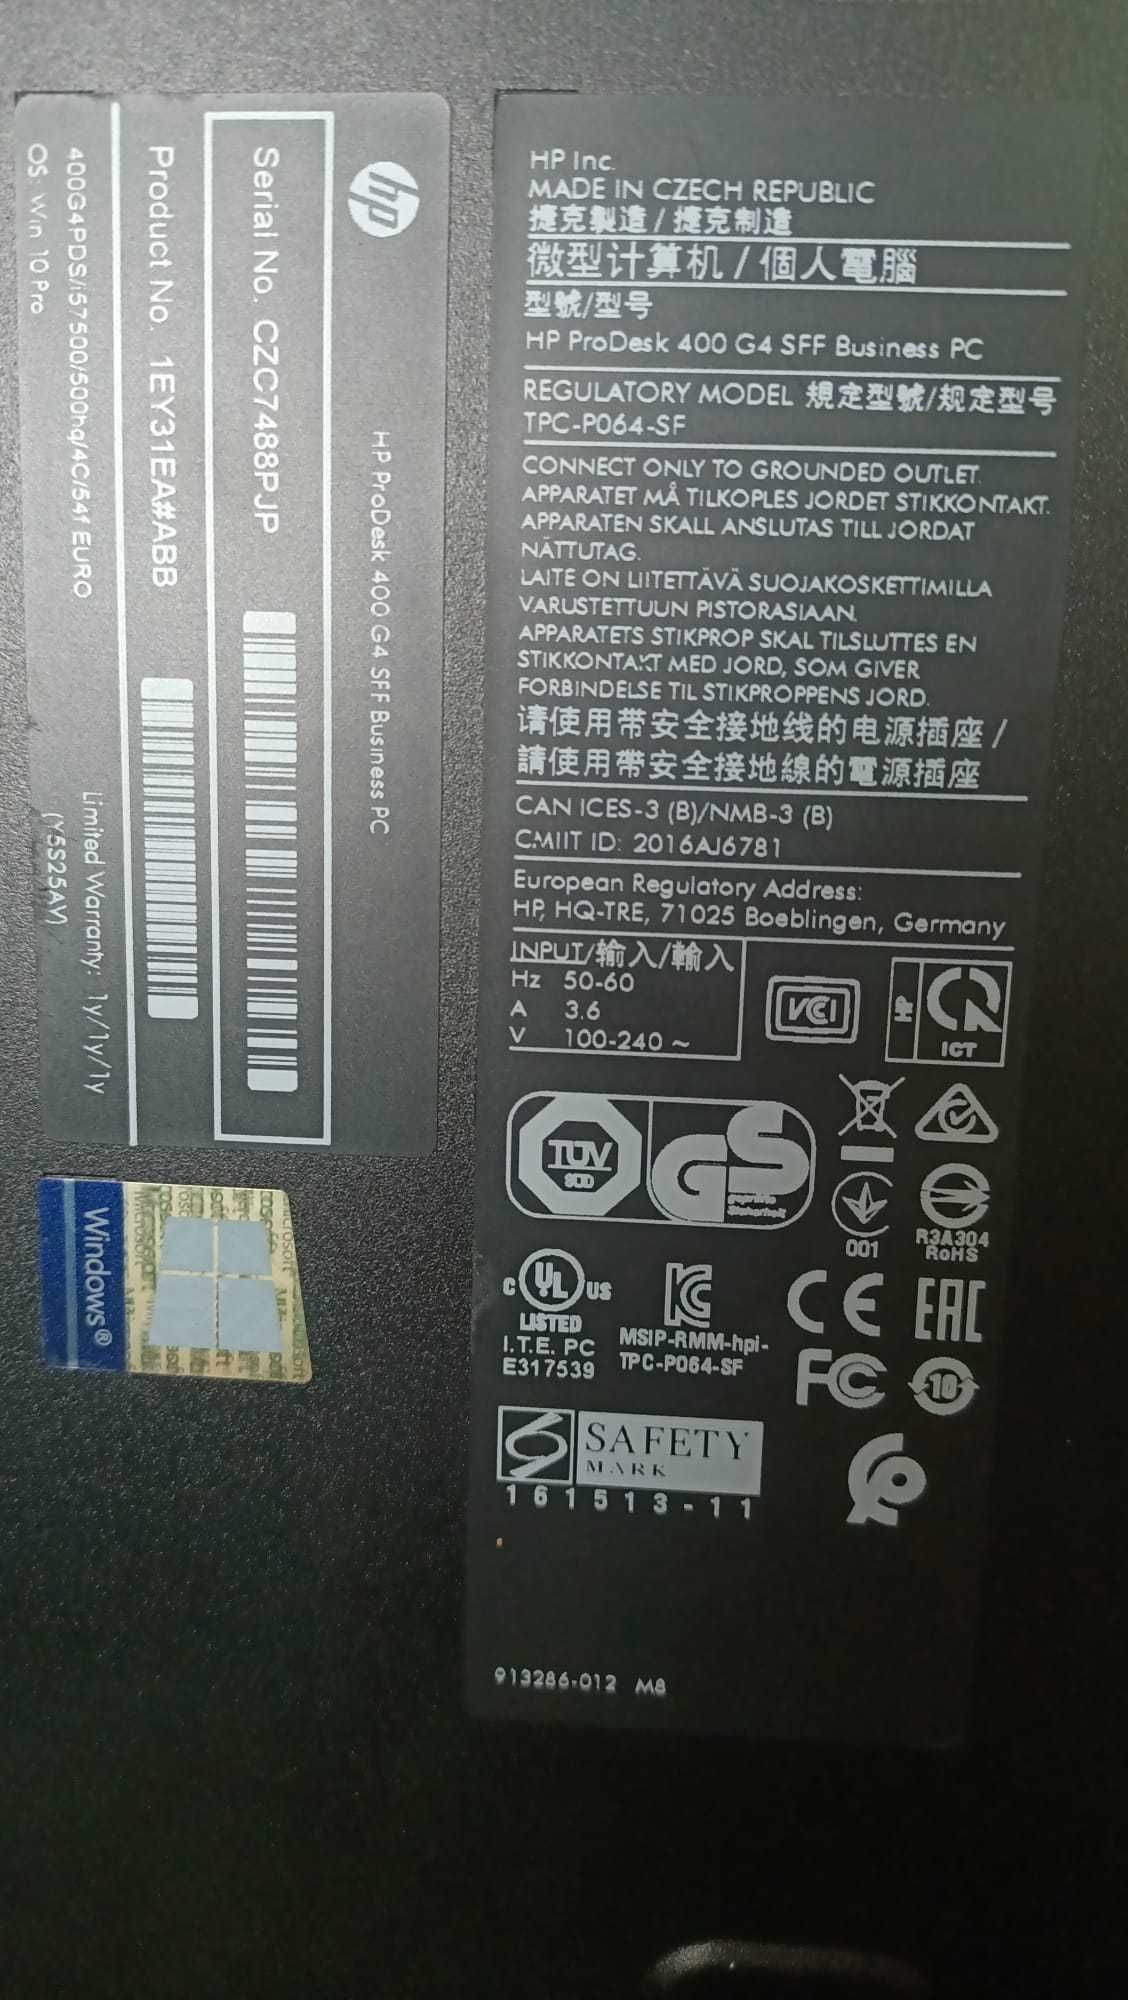 hp
HP ProDesk 400 G4 SFF Business PC
Serial No. CZC7488PJP
Product No. 1EY31EA#ABB
400G4PDS/i57500/500hq/4C/54f EURO
OS: Win 10 Pro
Limited Warranty: 1y/1y/1y
(Y5S25AV)
Windows®
HP Inc.
MADE IN CZECH REPUBLIC
捷克製造 / 捷克制造
微型计算机 / 個人電腦
型號/型号
HP ProDesk 400 G4 SFF Business PC
REGULATORY MODEL 規定型號/规定型号
TPC-P064-SF
CONNECT ONLY TO GROUNDED OUTLET.
APPARATET MÅ TILKOPLES JORDET STIKKONTAKT.
APPARATEN SKALL ANSLUTAS TILL JORDAT
NÄTTUTAG.
LAITE ON LIITETTÄVÄ SUOJAKOSKETTIMILLA
VARUSTETTUUN PISTORASIAAN.
APPARATETS STIKPROP SKAL TILSLUTTES EN
STIKKONTAKT MED JORD, SOM GIVER
FORBINDELSE TIL STIKPROPPENS JORD.
请使用带安全接地线的电源插座 /
請使用帶安全接地線的電源插座
CAN ICES-3 (B)/NMB-3 (B)
CMIIT ID: 2016AJ6781
European Regulatory Address:
HP, HQ-TRE, 71025 Boeblingen, Germany
INPUT/输入/輸入
Hz 50-60
A 3.6
V 100-240 ~
VCCI
HP
ICT
TÜV
SÜD
GS
geprüfte
Sicherheit
001
R3A304
RoHS
C UL US
LISTED
I.T.E. PC
E317539
MSIP-RMM-hpi-
TPC-P064-SF
CE
EAC
FC
10
SAFETY
MARK
161513-11
913286-012 M8